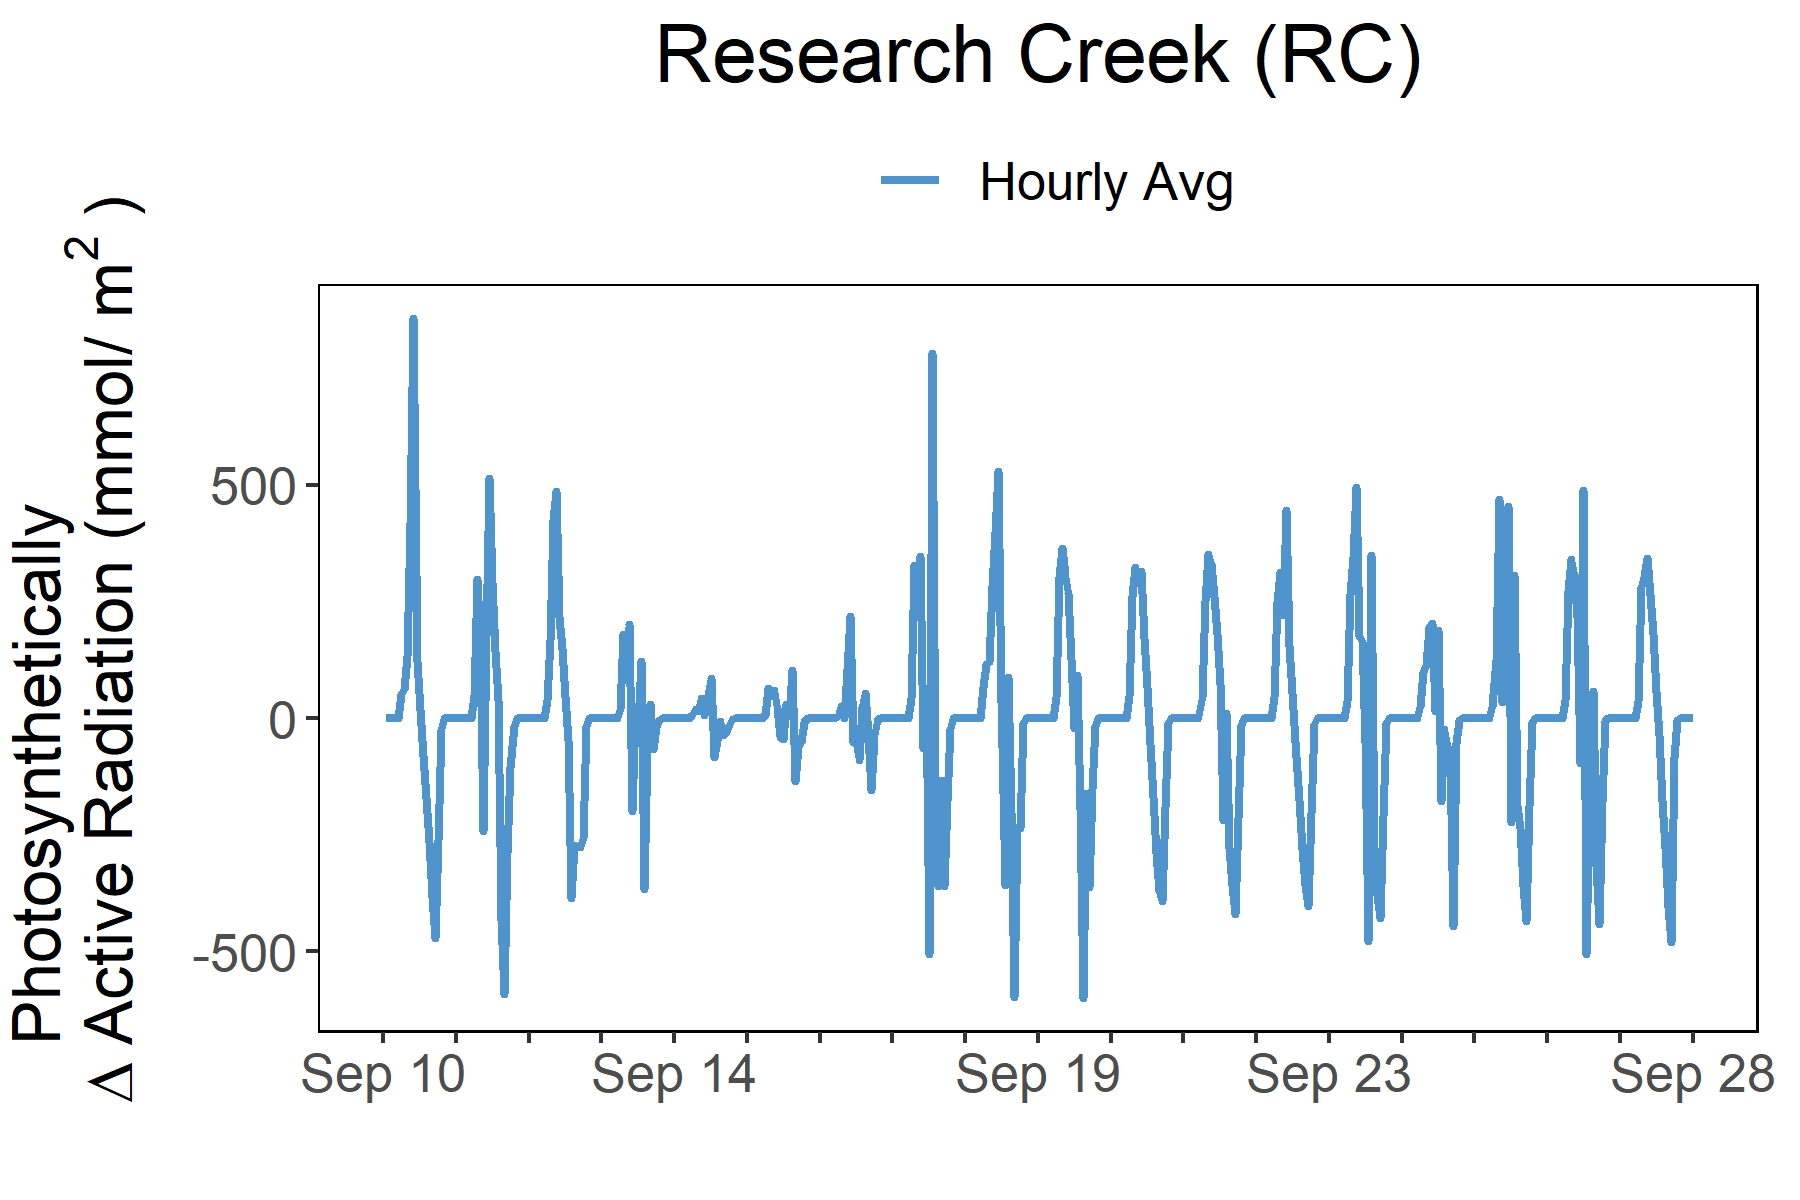 Research Creek (RC)
Hourly Avg
Photosynthetically
Δ Active Radiation (mmol/ m²)
500
0
-500
Sep 10
Sep 14
Sep 19
Sep 23
Sep 28